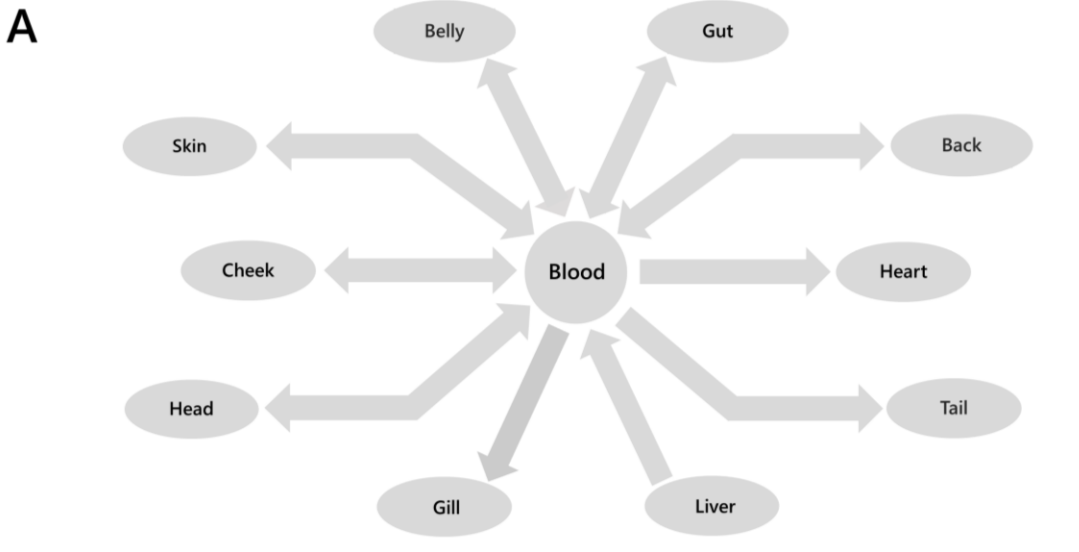 A
Belly
Gut
Skin
Back
Cheek
Blood
Heart
Head
Tail
Gill
Liver